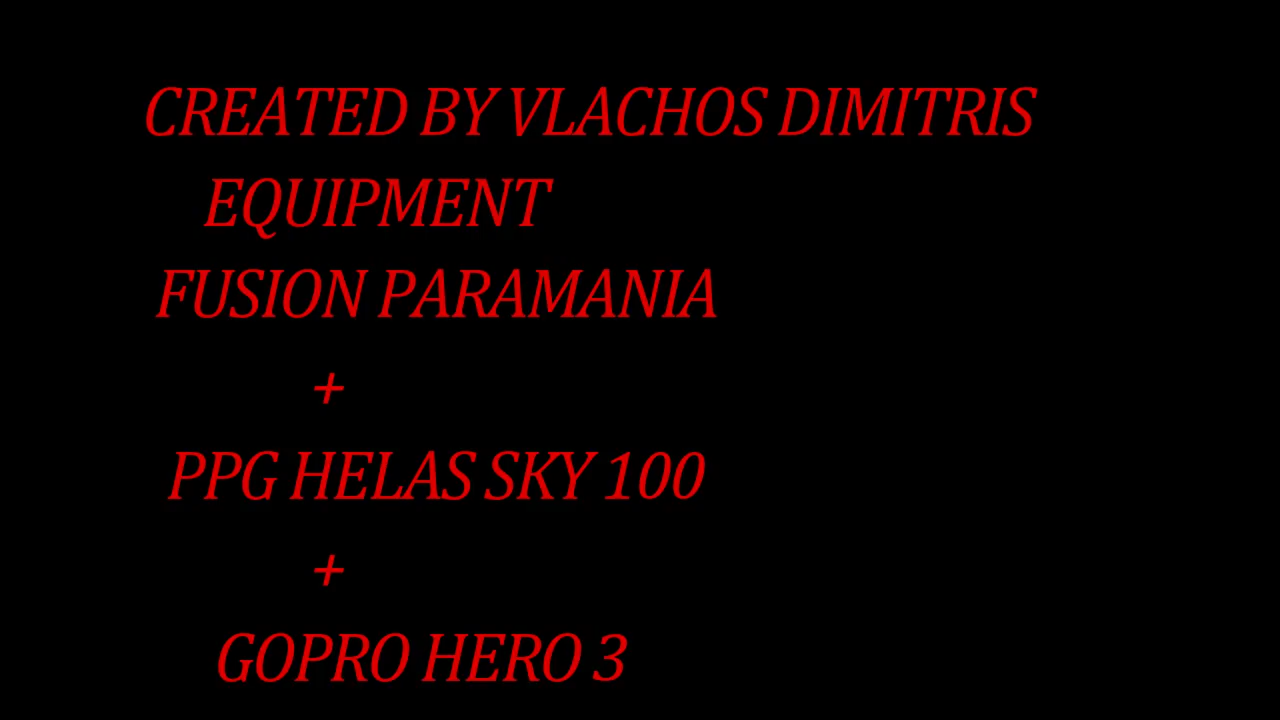 CREATED BY VLACHOS DIMITRIS
EQUIPMENT
FUSION PARAMANIA
+
PPG HELAS SKY 100
+
GOPRO HERO 3